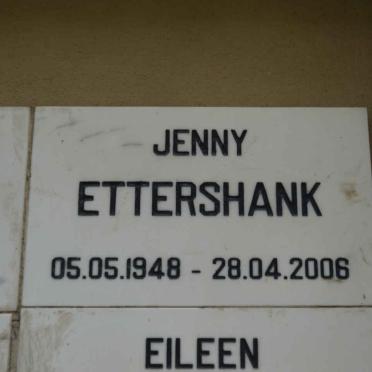 JENNY
ETTERSHANK
05.05.1948 - 28.04.2006
EILEEN